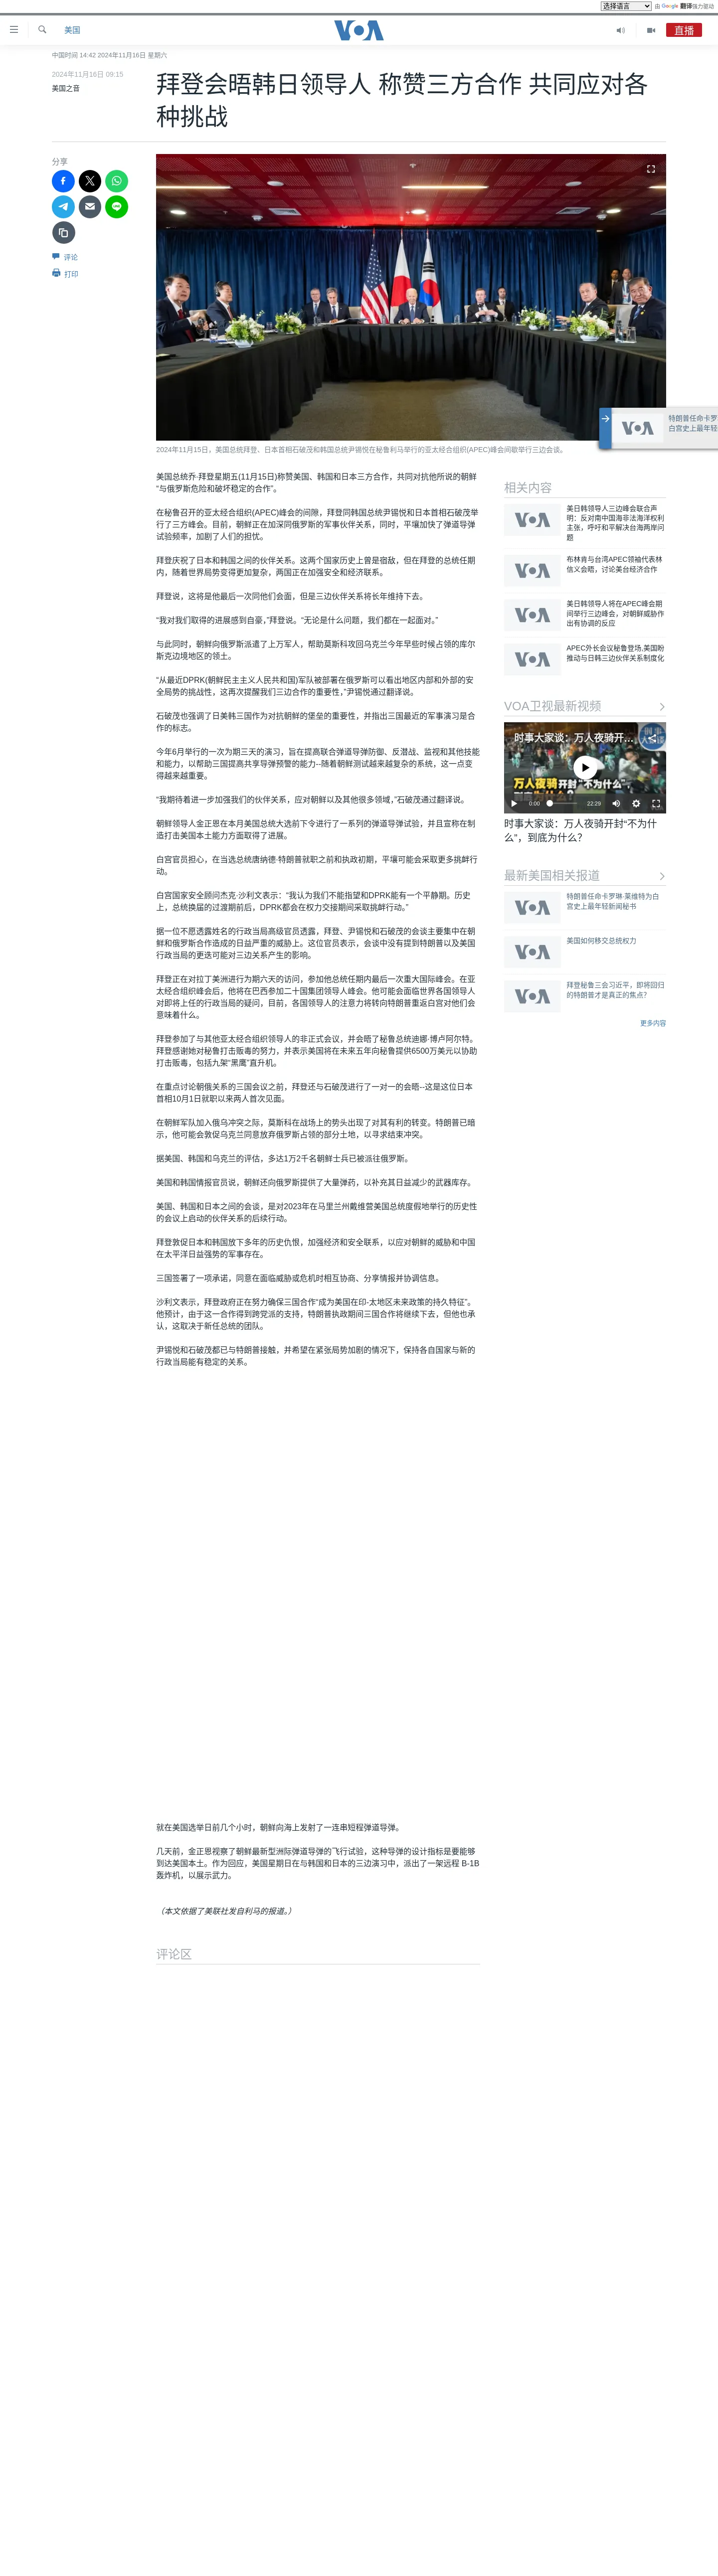 选择语言
由 Google 翻译强力驱动
美国
VOA
直播
中国时间 14:42 2024年11月16日 星期六
2024年11月16日 09:15
美国之音
拜登会晤韩日领导人 称赞三方合作 共同应对各
种挑战
分享
评论
打印
2024年11月15日，美国总统拜登、日本首相石破茂和韩国总统尹锡悦在秘鲁利马举行的亚太经合组织(APEC)峰会间歇举行三边会谈。
VOA
特朗普任命卡罗
白宫史上最年轻
美国总统乔·拜登星期五(11月15日)称赞美国、韩国和日本三方合作，共同对抗他所说的朝鲜
“与俄罗斯危险和破坏稳定的合作”。
在秘鲁召开的亚太经合组织(APEC)峰会的间隙，拜登同韩国总统尹锡悦和日本首相石破茂举
行了三方峰会。目前，朝鲜正在加深同俄罗斯的军事伙伴关系，同时，平壤加快了弹道导弹
试验频率，加剧了人们的担忧。
拜登庆祝了日本和韩国之间的伙伴关系。这两个国家历史上曾是宿敌，但在拜登的总统任期
内，随着世界局势变得更加复杂，两国正在加强安全和经济联系。
拜登说，这将是他最后一次同他们会面，但是三边伙伴关系将长年维持下去。
“我对我们取得的进展感到自豪，”拜登说。“无论是什么问题，我们都在一起面对。”
与此同时，朝鲜向俄罗斯派遣了上万军人，帮助莫斯科攻回乌克兰今年早些时候占领的库尔
斯克边境地区的领土。
“从最近DPRK(朝鲜民主主义人民共和国)军队被部署在俄罗斯可以看出地区内部和外部的安
全局势的挑战性，这再次提醒我们三边合作的重要性，”尹锡悦通过翻译说。
石破茂也强调了日美韩三国作为对抗朝鲜的堡垒的重要性，并指出三国最近的军事演习是合
作的标志。
今年6月举行的一次为期三天的演习，旨在提高联合弹道导弹防御、反潜战、监视和其他技能
和能力，以帮助三国提高共享导弹预警的能力--随着朝鲜测试越来越复杂的系统，这一点变
得越来越重要。
“我期待着进一步加强我们的伙伴关系，应对朝鲜以及其他很多领域，”石破茂通过翻译说。
朝鲜领导人金正恩在本月美国总统大选前下令进行了一系列的弹道导弹试验，并且宣称在制
造打击美国本土能力方面取得了进展。
白宫官员担心，在当选总统唐纳德·特朗普就职之前和执政初期，平壤可能会采取更多挑衅行
动。
白宫国家安全顾问杰克·沙利文表示：“我认为我们不能指望和DPRK能有一个平静期。历史
上，总统换届的过渡期前后，DPRK都会在权力交接期间采取挑衅行动。”
据一位不愿透露姓名的行政当局高级官员透露，拜登、尹锡悦和石破茂的会谈主要集中在朝
鲜和俄罗斯合作造成的日益严重的威胁上。这位官员表示，会谈中没有提到特朗普以及美国
行政当局的更迭可能对三边关系产生的影响。
拜登正在对拉丁美洲进行为期六天的访问，参加他总统任期内最后一次重大国际峰会。在亚
太经合组织峰会后，他将在巴西参加二十国集团领导人峰会。他可能会面临世界各国领导人
对即将上任的行政当局的疑问，目前，各国领导人的注意力将转向特朗普重返白宫对他们会
意味着什么。
拜登参加了与其他亚太经合组织领导人的非正式会议，并会晤了秘鲁总统迪娜·博卢阿尔特。
拜登感谢她对秘鲁打击贩毒的努力，并表示美国将在未来五年向秘鲁提供6500万美元以协助
打击贩毒，包括九架“黑鹰”直升机。
在重点讨论朝俄关系的三国会议之前，拜登还与石破茂进行了一对一的会晤--这是这位日本
首相10月1日就职以来两人首次见面。
在朝鲜军队加入俄乌冲突之际，莫斯科在战场上的势头出现了对其有利的转变。特朗普已暗
示，他可能会敦促乌克兰同意放弃俄罗斯占领的部分土地，以寻求结束冲突。
据美国、韩国和乌克兰的评估，多达1万2千名朝鲜士兵已被派往俄罗斯。
美国和韩国情报官员说，朝鲜还向俄罗斯提供了大量弹药，以补充其日益减少的武器库存。
美国、韩国和日本之间的会谈，是对2023年在马里兰州戴维营美国总统度假地举行的历史性
的会议上启动的伙伴关系的后续行动。
拜登敦促日本和韩国放下多年的历史仇恨，加强经济和安全联系，以应对朝鲜的威胁和中国
在太平洋日益强势的军事存在。
三国签署了一项承诺，同意在面临威胁或危机时相互协商、分享情报并协调信息。
沙利文表示，拜登政府正在努力确保三国合作“成为美国在印-太地区未来政策的持久特征”。
他预计，由于这一合作得到跨党派的支持，特朗普执政期间三国合作将继续下去，但他也承
认，这取决于新任总统的团队。
尹锡悦和石破茂都已与特朗普接触，并希望在紧张局势加剧的情况下，保持各自国家与新的
行政当局能有稳定的关系。
就在美国选举日前几个小时，朝鲜向海上发射了一连串短程弹道导弹。
几天前，金正恩视察了朝鲜最新型洲际弹道导弹的飞行试验，这种导弹的设计指标是要能够
到达美国本土。作为回应，美国星期日在与韩国和日本的三边演习中，派出了一架远程 B-1B
轰炸机，以展示武力。
（本文依据了美联社发自利马的报道。）
评论区
相关内容
VOA
美日韩领导人三边峰会联合声
明：反对南中国海非法海洋权利
主张，呼吁和平解决台海两岸问
题
VOA
布林肯与台湾APEC领袖代表林
信义会晤，讨论美台经济合作
VOA
美日韩领导人将在APEC峰会期
间举行三边峰会，对朝鲜威胁作
出有协调的反应
VOA
APEC外长会议秘鲁登场,美国盼
推动与日韩三边伙伴关系制度化
VOA卫视最新视频
时事大家谈：万人夜骑开…
万人夜骑开封“不为什么”，
0:00
22:29
时事大家谈：万人夜骑开封“不为什
么”，到底为什么？
最新美国相关报道
VOA
特朗普任命卡罗琳·莱维特为白
宫史上最年轻新闻秘书
VOA
美国如何移交总统权力
VOA
拜登秘鲁三会习近平，即将回归
的特朗普才是真正的焦点？
更多内容